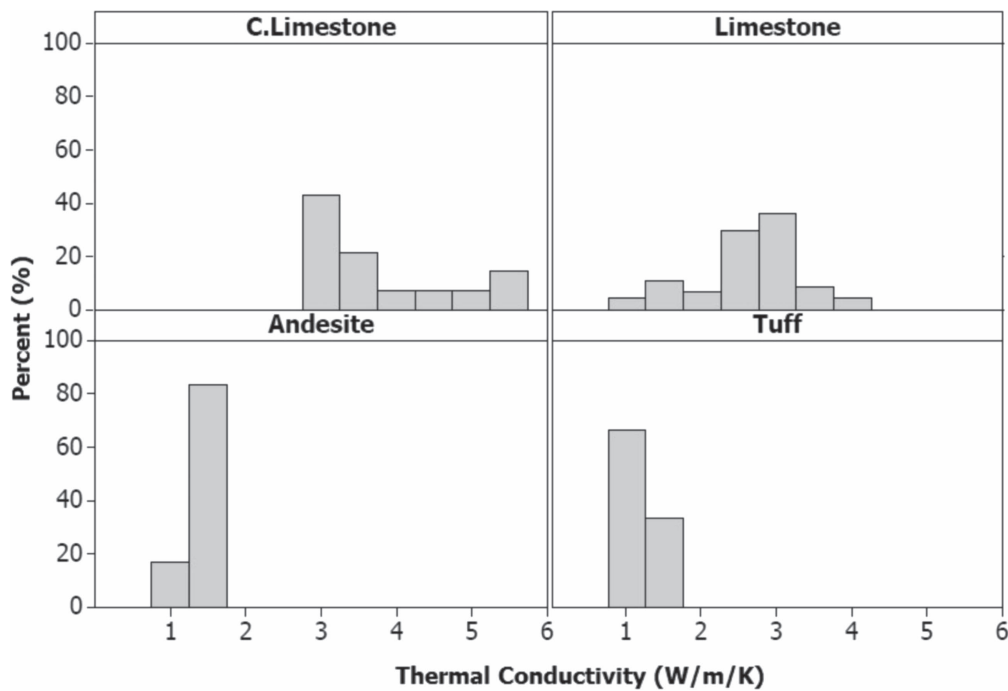 C.Limestone Limestone
100
80
60
40
20
0
Andesite Tuff
100
80
60
40
20
0
1 2 3 4 5 6 1 2 3 4 5 6
Percent (%)
Thermal Conductivity (W/m/K)